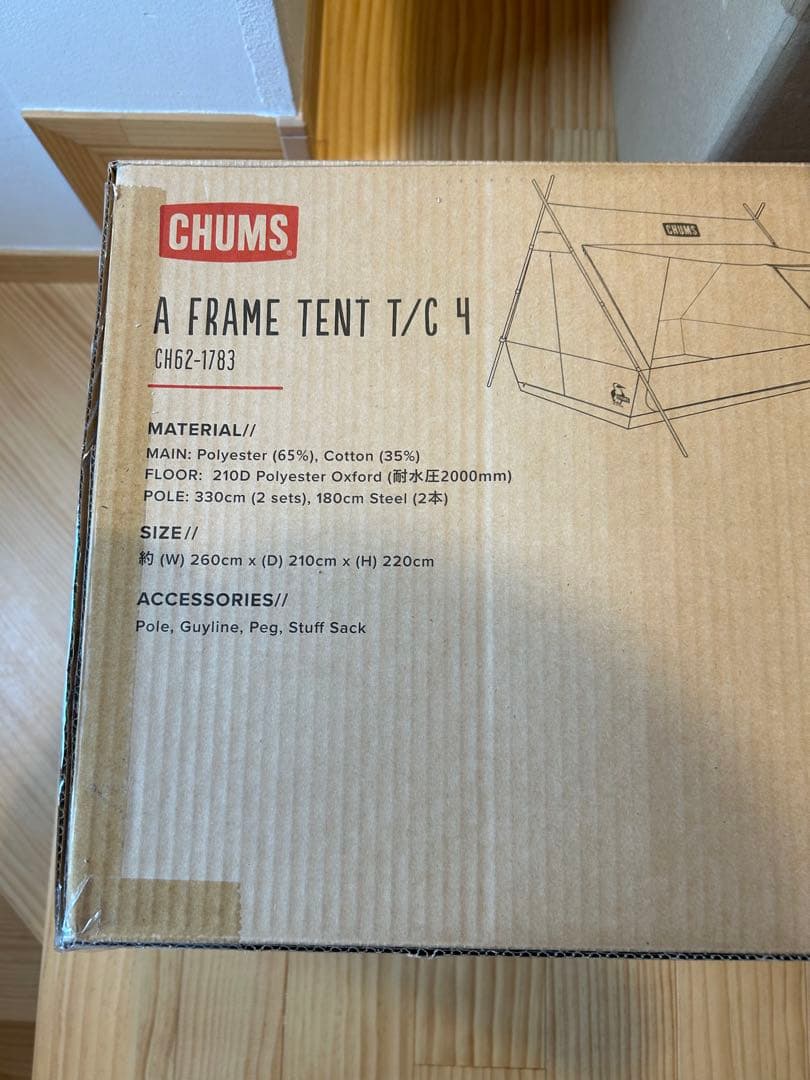 CHUMS
CHUMS
A FRAME TENT T/C 4
CH62-1783
MATERIAL//
MAIN: Polyester (65%), Cotton (35%)
FLOOR: 210D Polyester Oxford (耐水圧2000mm)
POLE: 330cm (2 sets), 180cm Steel (2本)
SIZE//
約 (W) 260cm x (D) 210cm x (H) 220cm
ACCESSORIES//
Pole, Guyline, Peg, Stuff Sack